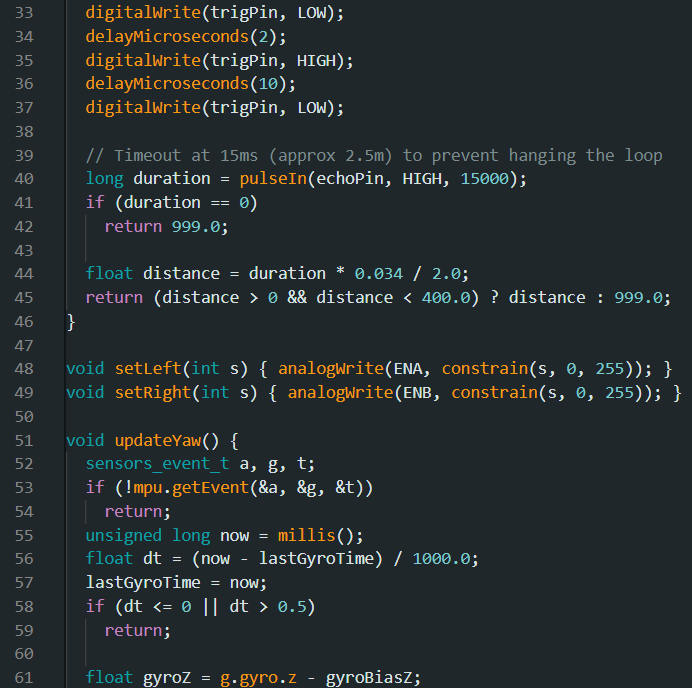 33 digitalWrite(trigPin, LOW);
34 delayMicroseconds(2);
35 digitalWrite(trigPin, HIGH);
36 delayMicroseconds(10);
37 digitalWrite(trigPin, LOW);
38
39 // Timeout at 15ms (approx 2.5m) to prevent hanging the loop
40 long duration = pulseIn(echoPin, HIGH, 15000);
41 if (duration == 0)
42 return 999.0;
43
44 float distance = duration * 0.034 / 2.0;
45 return (distance > 0 && distance < 400.0) ? distance : 999.0;
46 }
47
48 void setLeft(int s) { analogWrite(ENA, constrain(s, 0, 255)); }
49 void setRight(int s) { analogWrite(ENB, constrain(s, 0, 255)); }
50
51 void updateYaw() {
52 sensors_event_t a, g, t;
53 if (!mpu.getEvent(&a, &g, &t))
54 return;
55 unsigned long now = millis();
56 float dt = (now - lastGyroTime) / 1000.0;
57 lastGyroTime = now;
58 if (dt <= 0 || dt > 0.5)
59 return;
60
61 float gyroZ = g.gyro.z - gyroBiasZ;